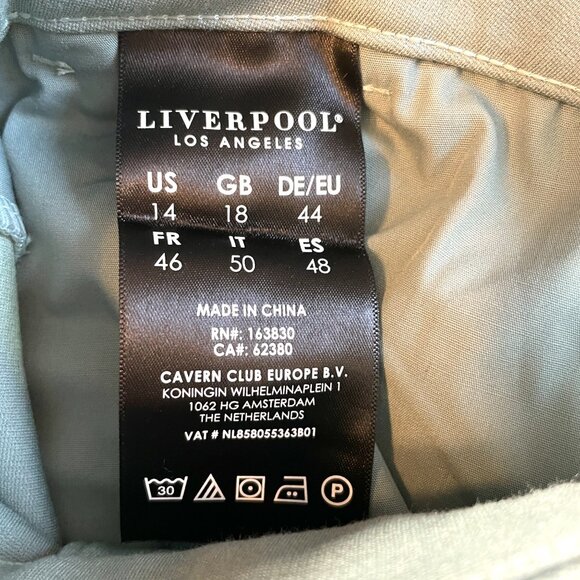 LIVERPOOL®
LOS ANGELES
US GB DE/EU
14 18 44
FR IT ES
46 50 48
MADE IN CHINA
RN#: 163830
CA#: 62380
CAVERN CLUB EUROPE B.V.
KONINGIN WILHELMINAPLEIN 1
1062 HG AMSTERDAM
THE NETHERLANDS
VAT # NL858055363B01
30 P